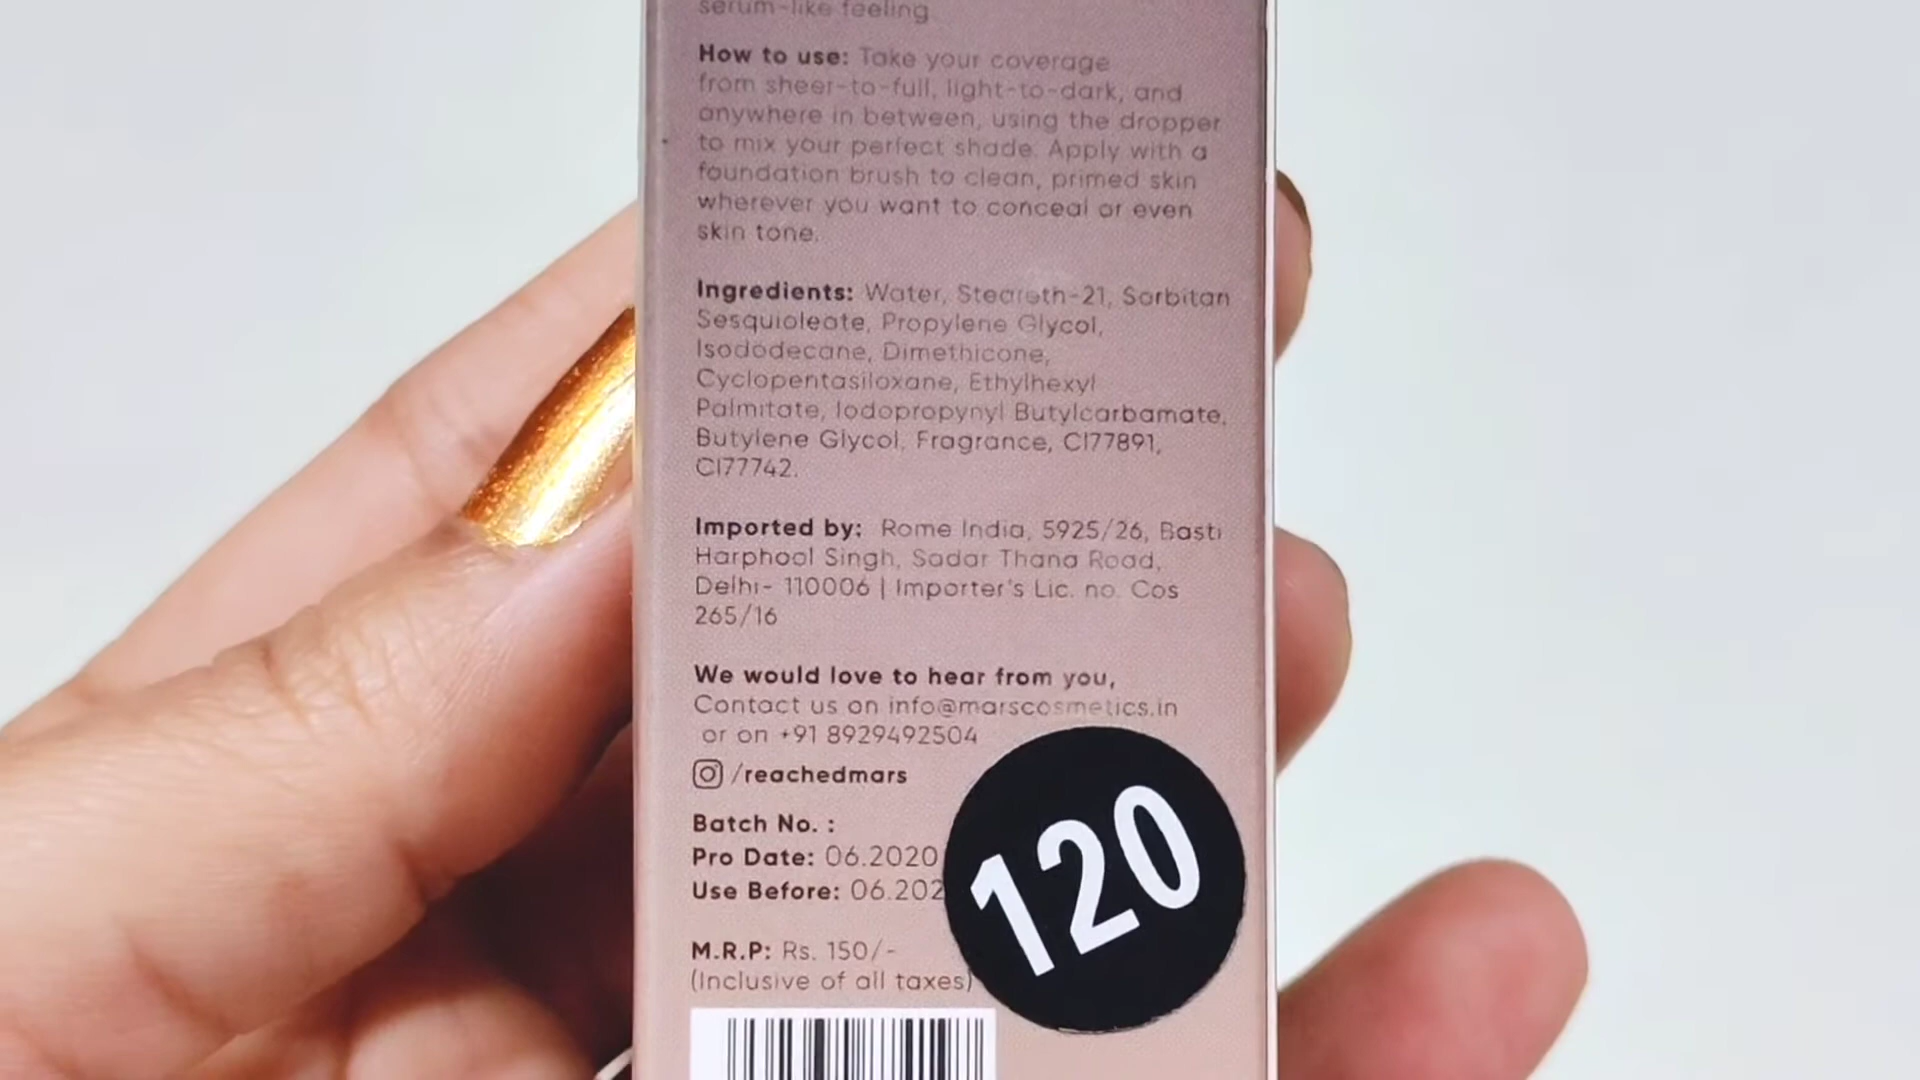 serum-like feeling
How to use: Take your coverage
from sheer-to-full, light-to-dark, and
anywhere in between, using the dropper
to mix your perfect shade. Apply with a
foundation brush to clean, primed skin
wherever you want to conceal or even
skin tone.
Ingredients: Water, Steareth-21, Sorbitan
Sesquioleate, Propylene Glycol,
Isododecane, Dimethicone,
Cyclopentasiloxane, Ethylhexyl
Palmitate, Iodopropynyl Butylcarbamate,
Butylene Glycol, Fragrance, CI77891,
CI77742.
Imported by: Rome India, 5925/26, Basti
Harphool Singh, Sadar Thana Road,
Delhi- 110006 | Importer's Lic. no. Cos
265/16
We would love to hear from you,
Contact us on info@marscosmetics.in
or on +91 8929492504
/reachedmars
Batch No. :
Pro Date: 06.2020
Use Before: 06.202
M.R.P: Rs. 150/-
(Inclusive of all taxes)
120